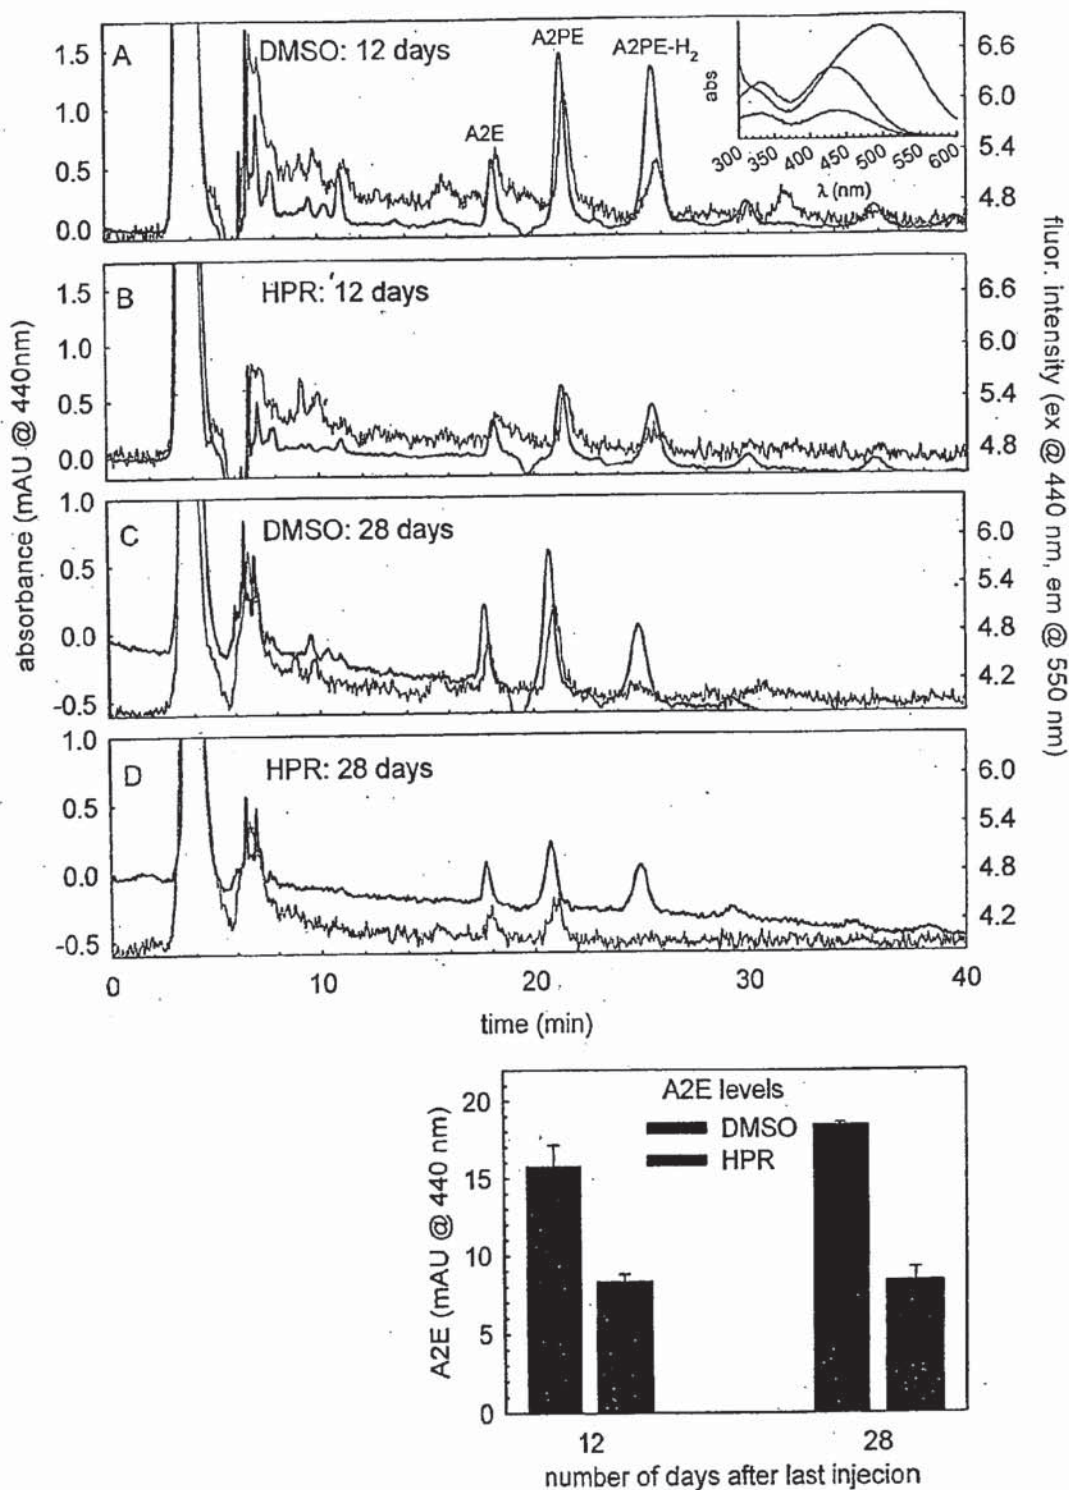 A
DMSO: 12 days
A2E
A2PE
A2PE-H₂
1.5
1.0
0.5
0.0
6.6
6.0
5.4
4.8
abs
300 350 400 450 500 550 600
λ (nm)
B
HPR: 12 days
1.5
1.0
0.5
0.0
6.6
6.0
5.4
4.8
C
DMSO: 28 days
1.0
0.5
0.0
-0.5
6.0
5.4
4.8
4.2
D
HPR: 28 days
1.0
0.5
0.0
-0.5
6.0
5.4
4.8
4.2
0 10 20 30 40
time (min)
absorbance (mAU @ 440nm)
fluor. intensity (ex @ 440 nm, em @ 550 nm)
A2E levels
DMSO
HPR
20
15
10
5
0
A2E (mAU @ 440 nm)
12 28
number of days after last injecion